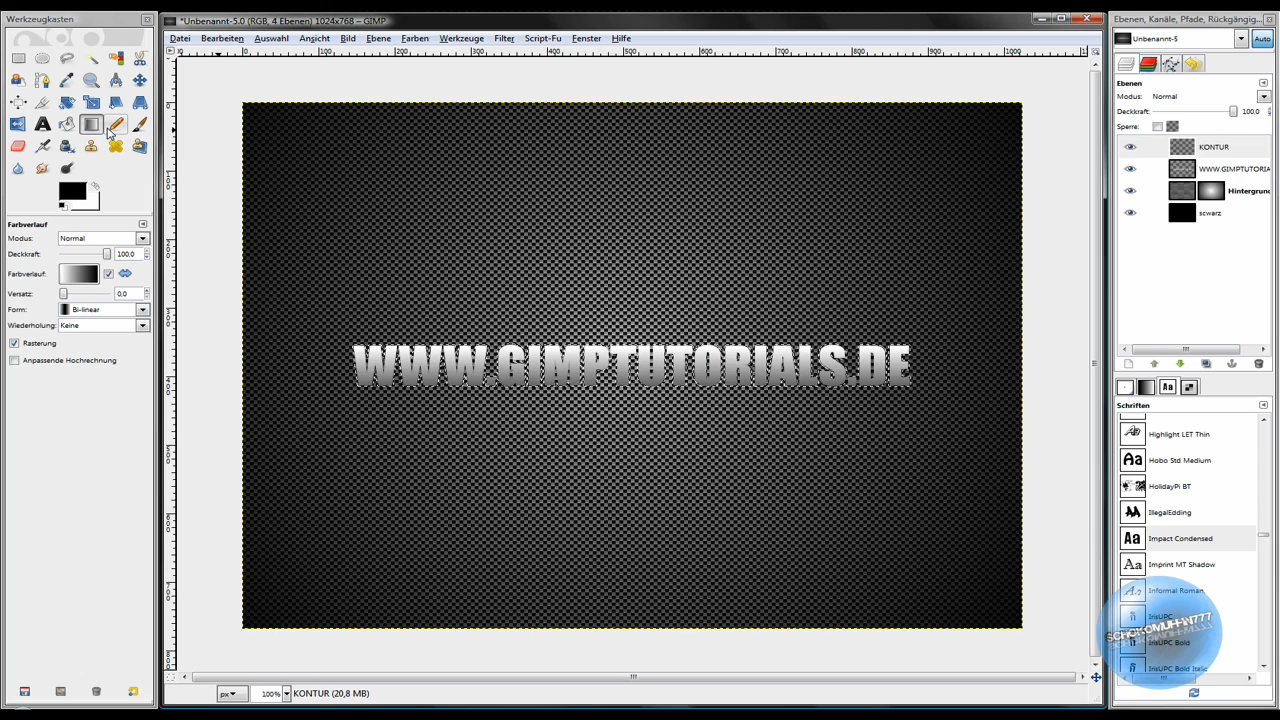 Werkzeugkasten
*Unbenannt-5.0 (RGB, 4 Ebenen) 1024x768 – GIMP
Ebenen, Kanäle, Pfade, Rückgängig...
Datei Bearbeiten Auswahl Ansicht Bild Ebene Farben Werkzeuge Filter Script-Fu Fenster Hilfe
Unbenannt-5
Auto
Ebenen
Modus: Normal
Deckkraft: 100,0
Sperre:
KONTUR
WWW.GIMPTUTORIA
Hintergrund
scwarz
Farbverlauf
Modus: Normal
Deckkraft: 100,0
Farbverlauf:
Versatz: 0,0
Form: Bi-linear
Wiederholung: Keine
Rasterung
Anpassende Hochrechnung
WWW.GIMPTUTORIALS.DE
Schriften
Highlight LET Thin
Hobo Std Medium
HolidayPi BT
IllegalEdding
Impact Condensed
Imprint MT Shadow
Informal Roman,
IrisUPC
IrisUPC Bold
IrisUPC Bold Italic
SCHOKOMUFFIN777
px 100% KONTUR (20,8 MB)